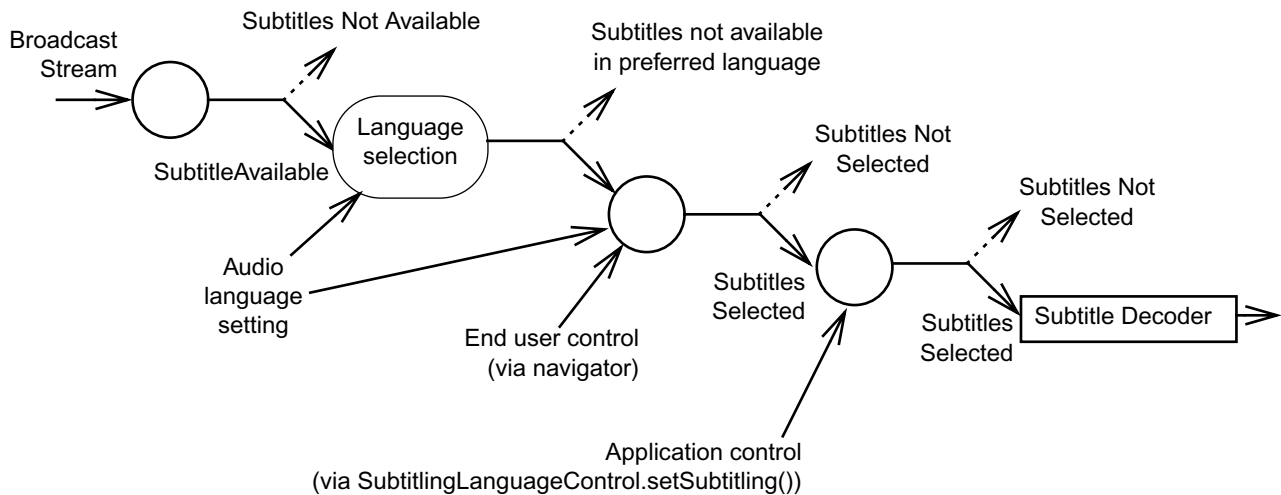 Subtitles Not Available
Broadcast
Stream
Subtitles not available
in preferred language
Language
selection
SubtitleAvailable
Subtitles Not
Selected
Subtitles Not
Selected
Audio
language
setting
Subtitles
Selected
End user control
(via navigator)
Subtitle Decoder
Subtitles
Selected
Application control
(via SubtitlingLanguageControl.setSubtitling())